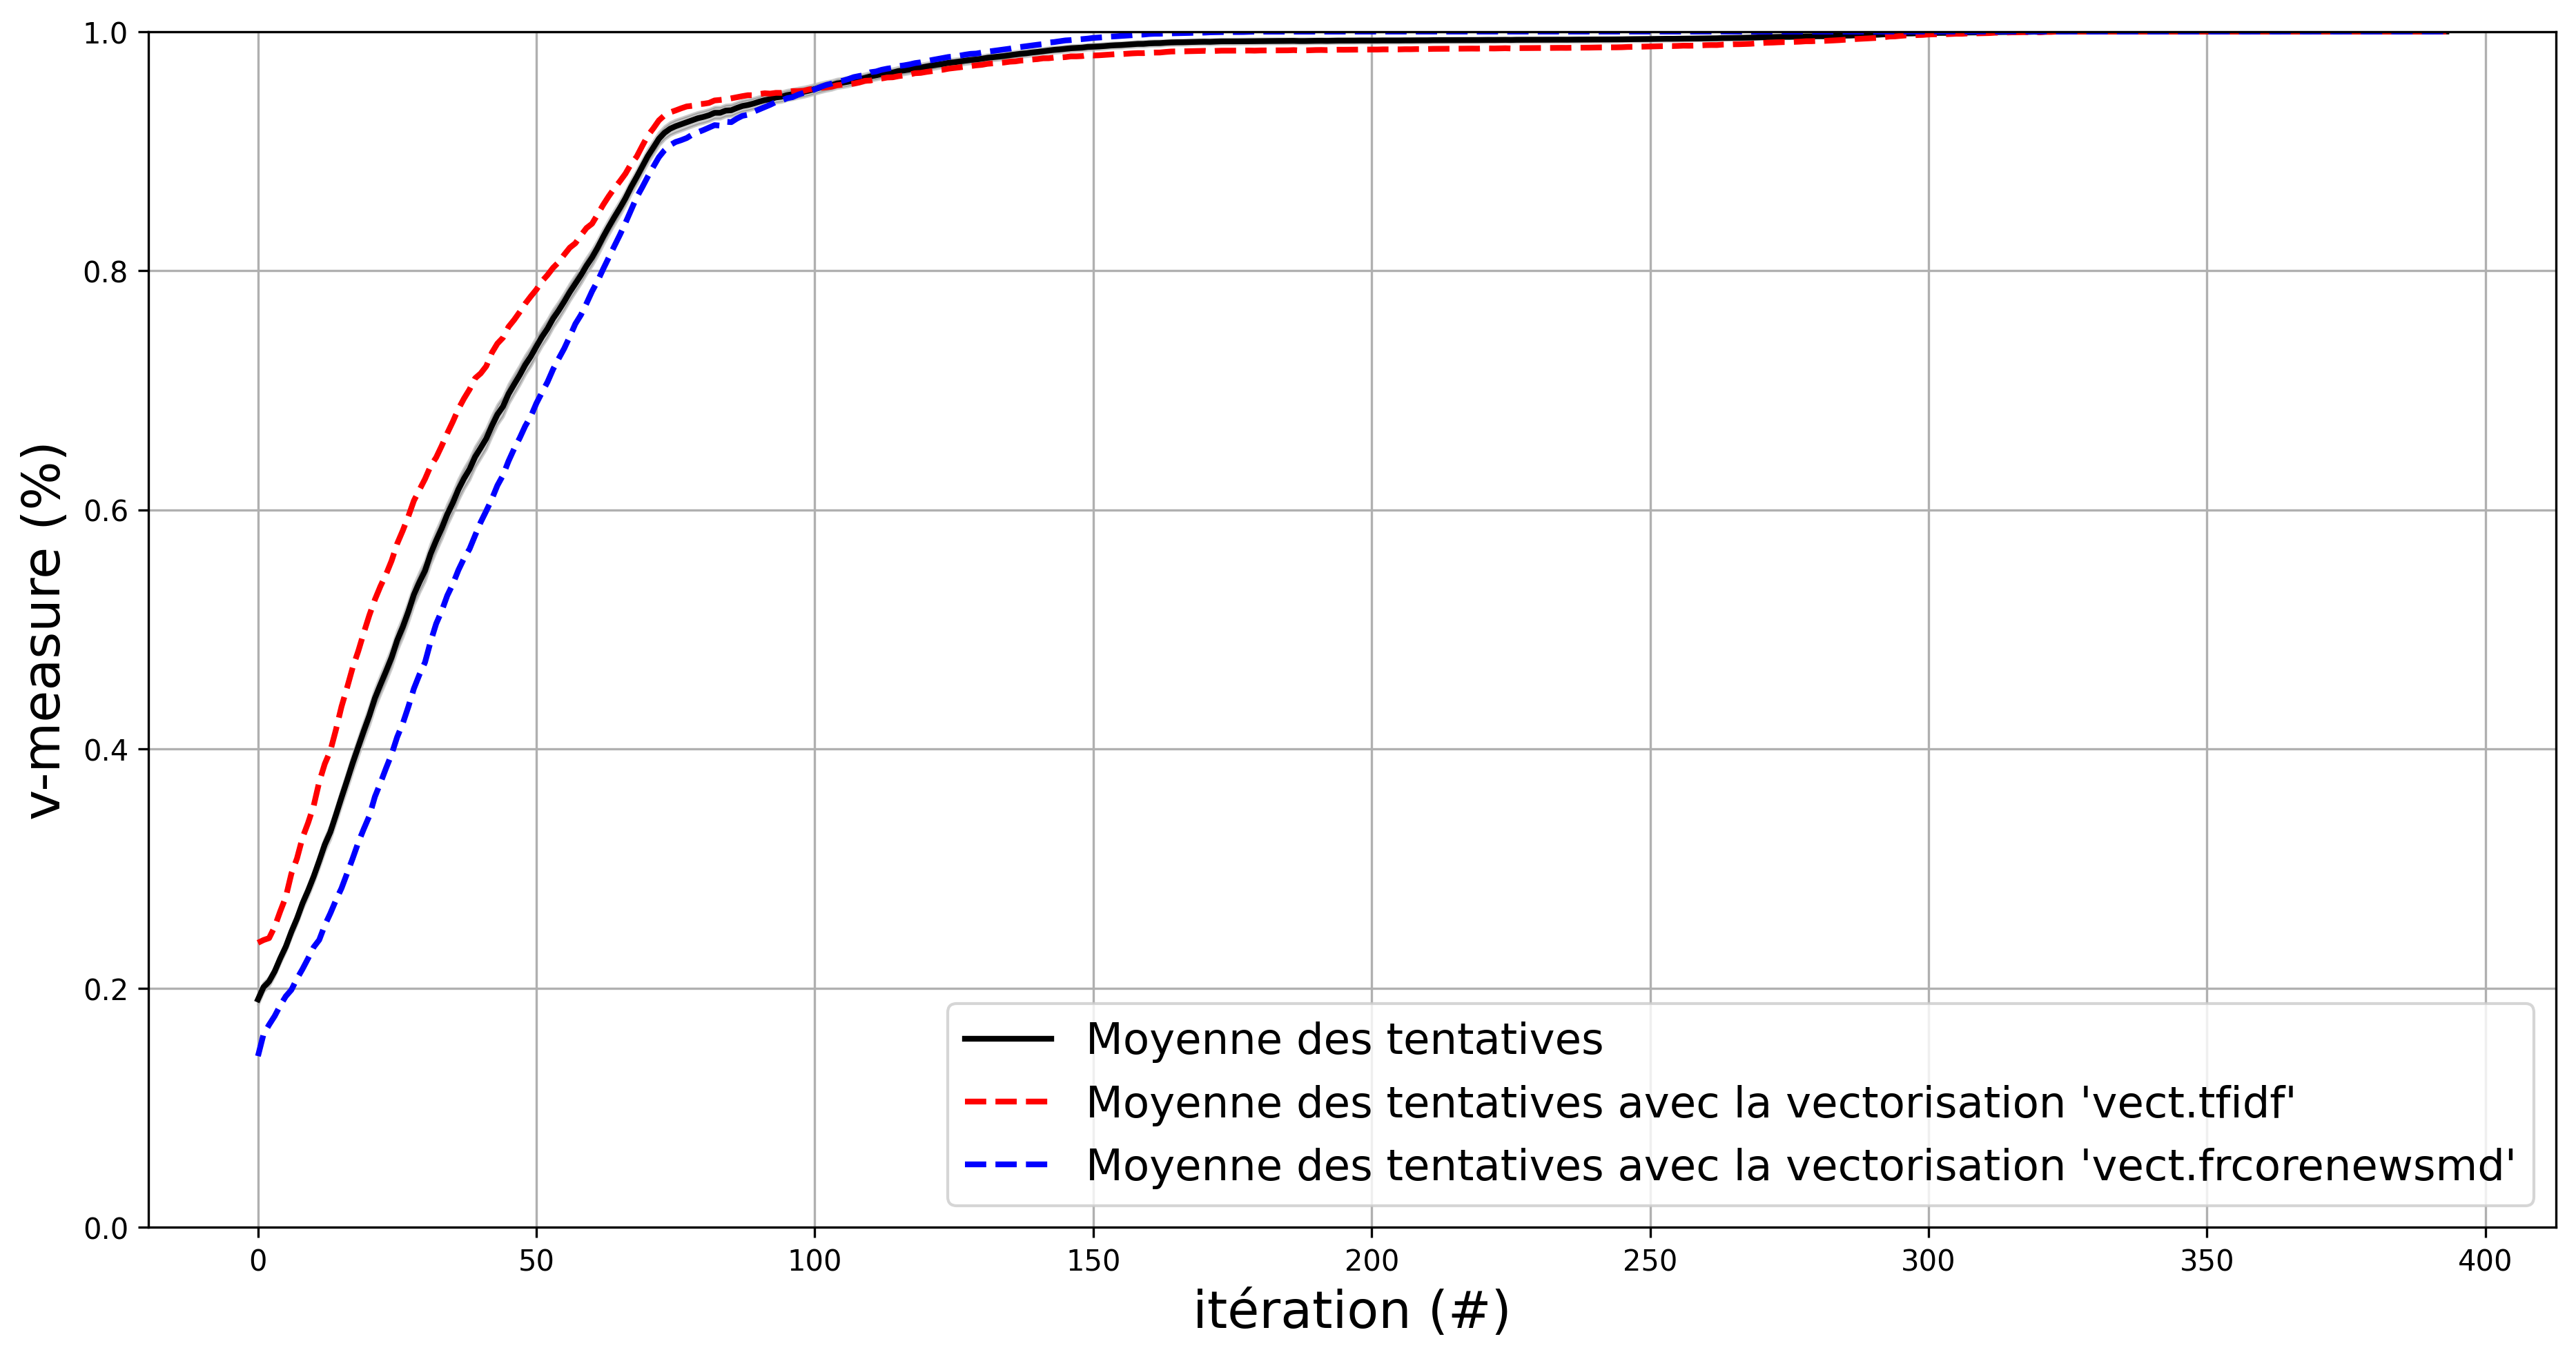 1.0
0.8
0.6
0.4
0.2
0.0
v-measure (%)
Moyenne des tentatives
Moyenne des tentatives avec la vectorisation 'vect.tfidf'
Moyenne des tentatives avec la vectorisation 'vect.frcorenewsmd'
0 50 100 150 200 250 300 350 400
itération (#)